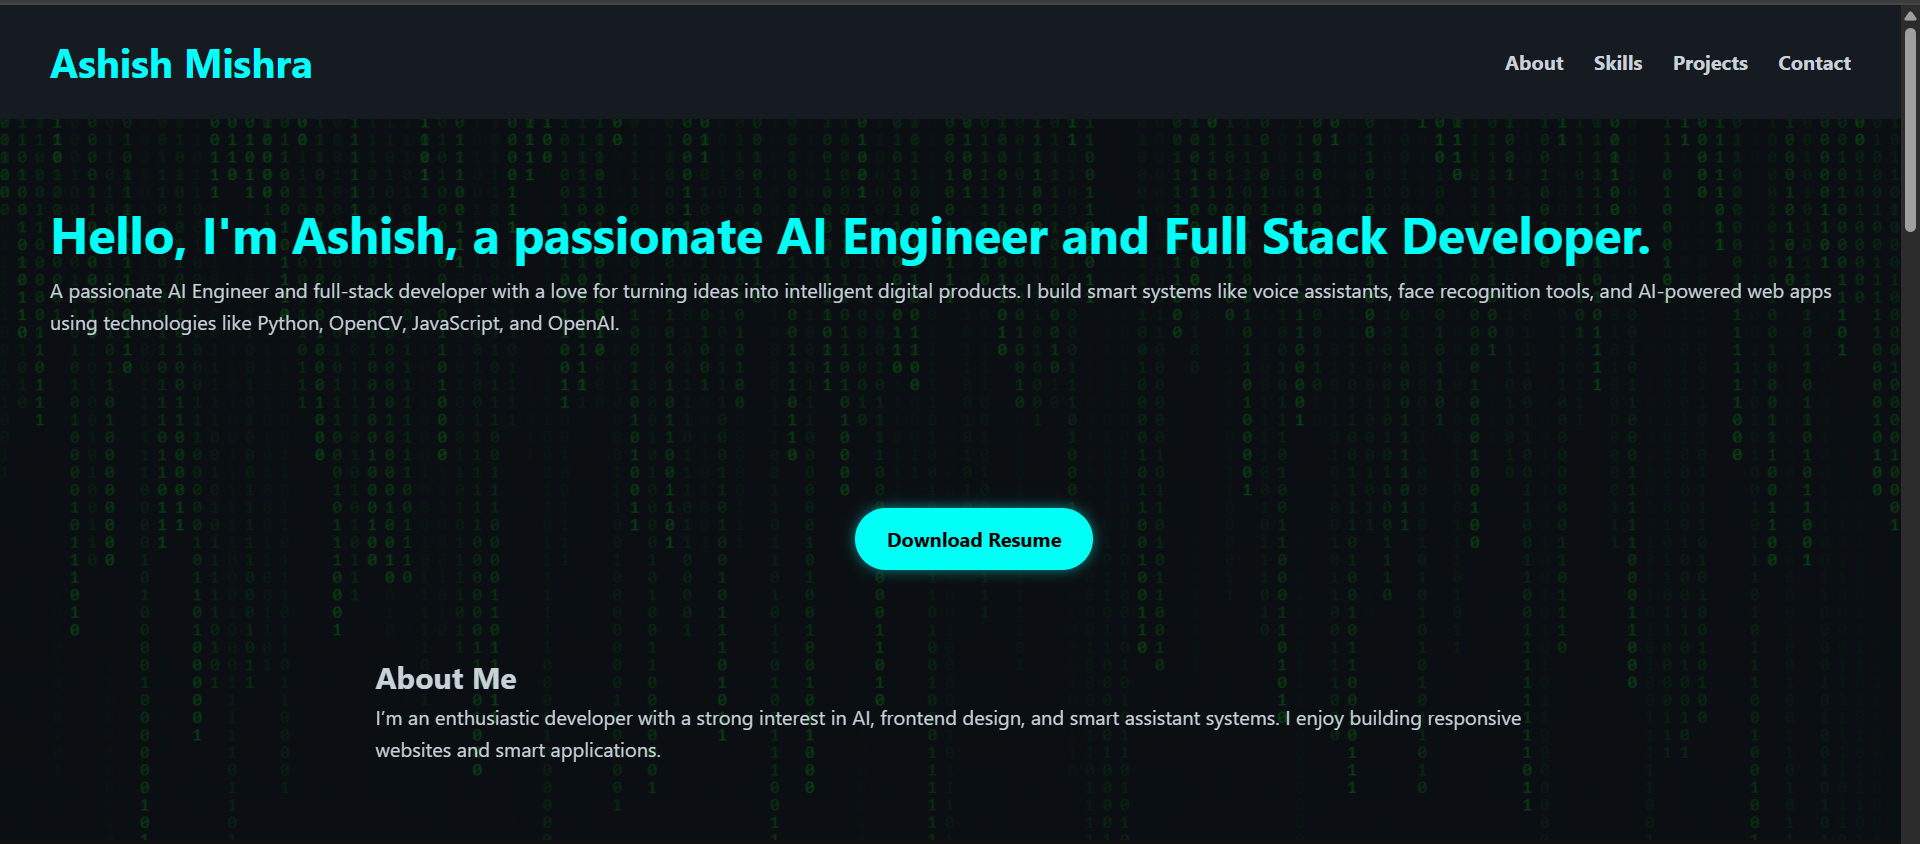 Ashish Mishra
About Skills Projects Contact
Hello, I'm Ashish, a passionate AI Engineer and Full Stack Developer.
A passionate AI Engineer and full-stack developer with a love for turning ideas into intelligent digital products. I build smart systems like voice assistants, face recognition tools, and AI-powered web apps
using technologies like Python, OpenCV, JavaScript, and OpenAI.
Download Resume
About Me
I’m an enthusiastic developer with a strong interest in AI, frontend design, and smart assistant systems. I enjoy building responsive
websites and smart applications.